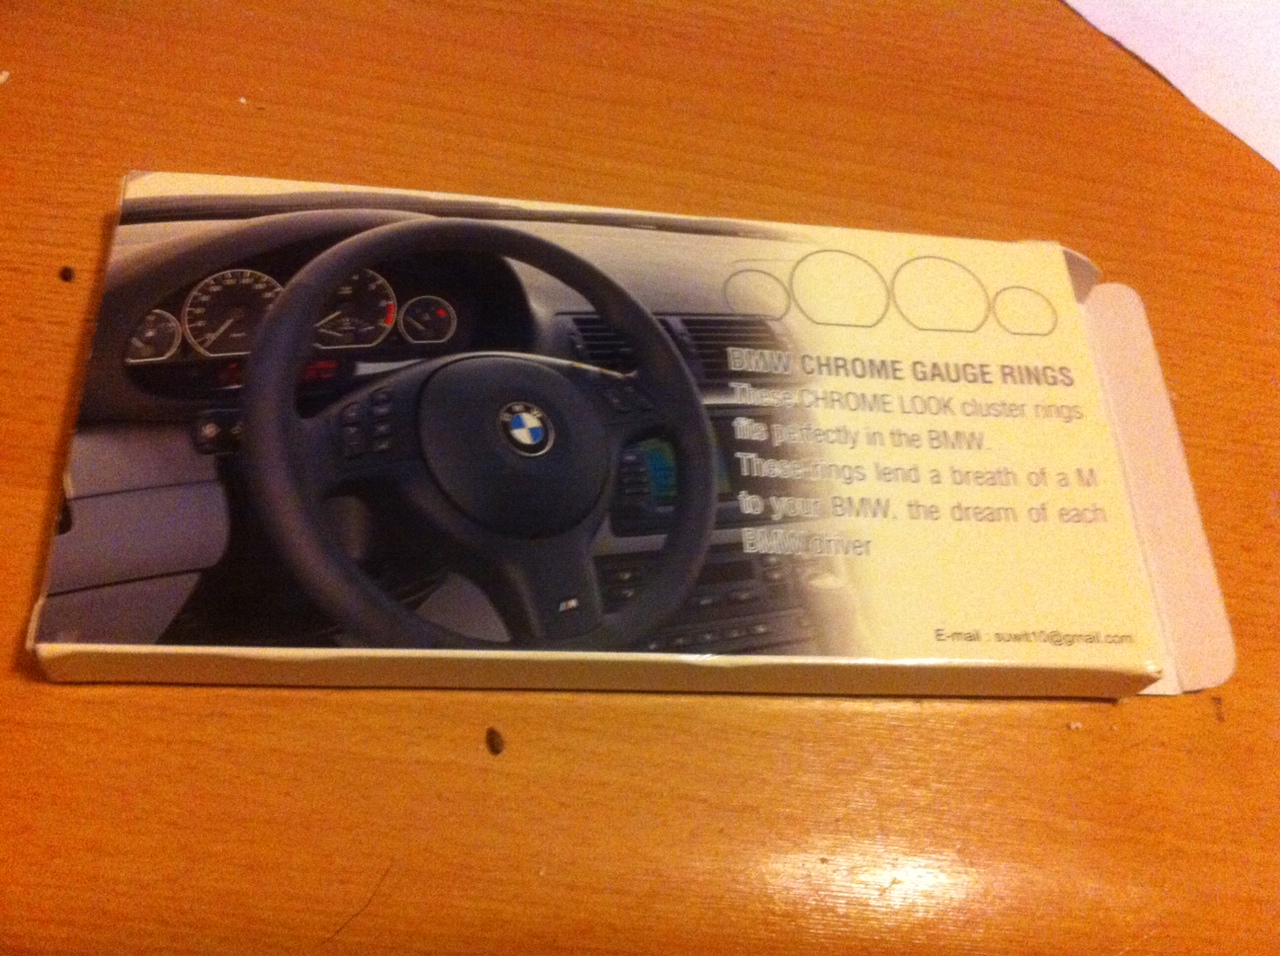 BMW CHROME GAUGE RINGS
These CHROME LOOK cluster rings
fits perfectly in the BMW.
These rings lend a breath of a M
to your BMW. the dream of each
BMW driver
E-mail : suwit10@gmail.com
BMW
M